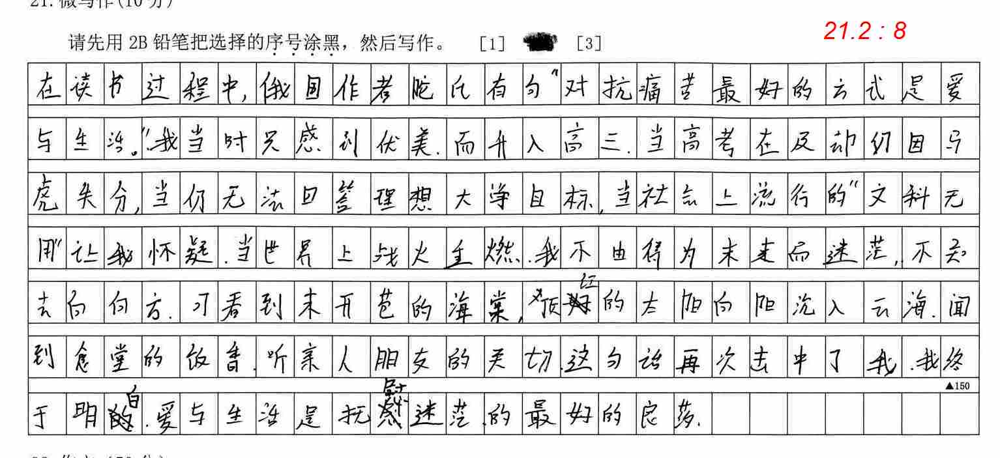 21.微写作(10分)
请先用2B铅笔把选择的序号涂黑，然后写作。 [1] [3]
21.2：8
在读书过程中,俄国作者陀氏有句“对抗痛苦最好的方式是爱
与生活。”.我当时只感到优美.而升入高三.当高考在及却仍因马
虎失分,当仍无法回答理想大学目标,当社会上流行的“文科无
用”让我怀疑.当世界上战火重燃.我不由得为未来而迷茫,不知
去向何方.可看到未开苞的海棠,对顶红的太阳向阳沉入云海.闻
到食堂的饭香.听亲人朋友的关切.这句话再次击中了我.我终
▲150
于明白.爱与生活是抚慰迷茫的最好的良药.